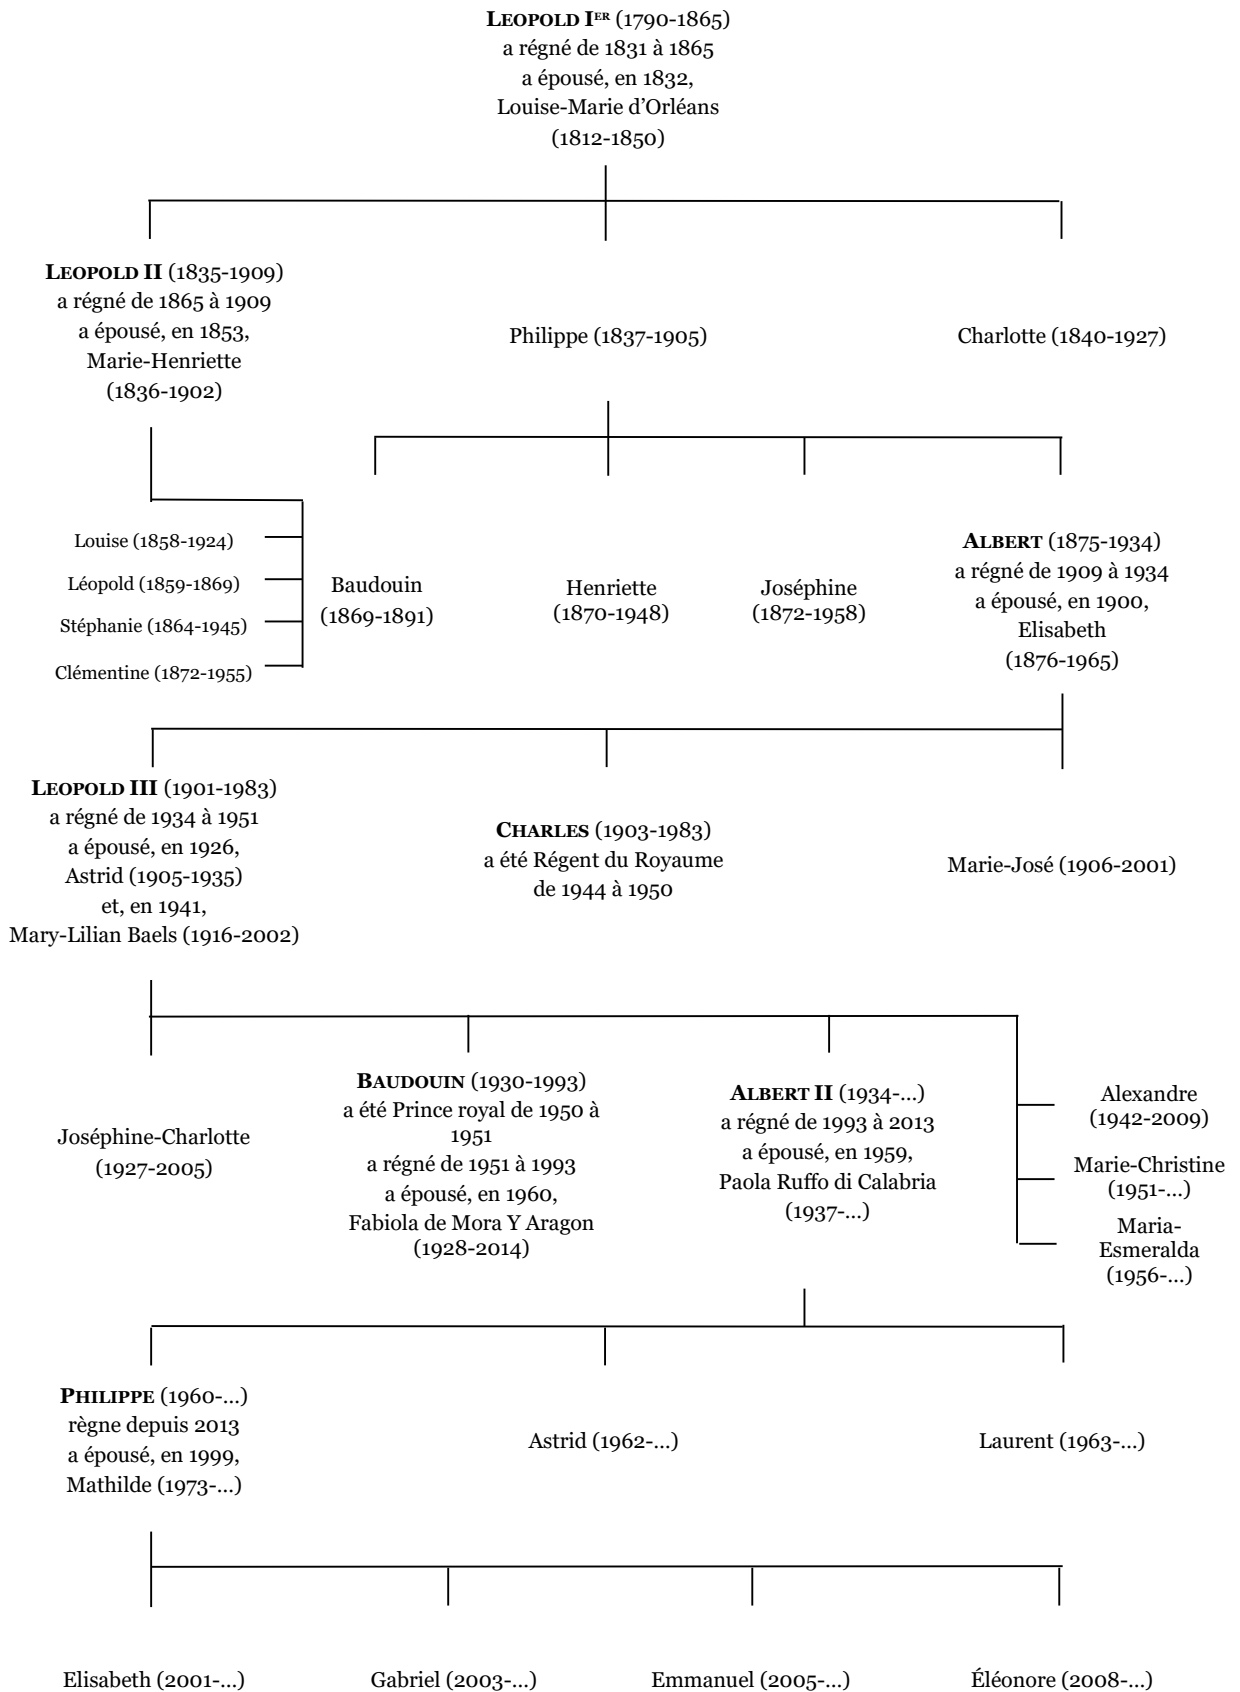 LEOPOLD IER (1790-1865)
a régné de 1831 à 1865
a épousé, en 1832,
Louise-Marie d’Orléans
(1812-1850)
LEOPOLD II (1835-1909)
a régné de 1865 à 1909
a épousé, en 1853,
Marie-Henriette
(1836-1902)
Philippe (1837-1905)
Charlotte (1840-1927)
Louise (1858-1924)
Léopold (1859-1869)
Stéphanie (1864-1945)
Clémentine (1872-1955)
Baudouin
(1869-1891)
Henriette
(1870-1948)
Joséphine
(1872-1958)
ALBERT (1875-1934)
a régné de 1909 à 1934
a épousé, en 1900,
Elisabeth
(1876-1965)
LEOPOLD III (1901-1983)
a régné de 1934 à 1951
a épousé, en 1926,
Astrid (1905-1935)
et, en 1941,
Mary-Lilian Baels (1916-2002)
CHARLES (1903-1983)
a été Régent du Royaume
de 1944 à 1950
Marie-José (1906-2001)
Joséphine-Charlotte
(1927-2005)
BAUDOUIN (1930-1993)
a été Prince royal de 1950 à
1951
a régné de 1951 à 1993
a épousé, en 1960,
Fabiola de Mora Y Aragon
(1928-2014)
ALBERT II (1934-...)
a régné de 1993 à 2013
a épousé, en 1959,
Paola Ruffo di Calabria
(1937-...)
Alexandre
(1942-2009)
Marie-Christine
(1951-...)
Maria-
Esmeralda
(1956-...)
PHILIPPE (1960-...)
règne depuis 2013
a épousé, en 1999,
Mathilde (1973-...)
Astrid (1962-...)
Laurent (1963-...)
Elisabeth (2001-...)
Gabriel (2003-...)
Emmanuel (2005-...)
Éléonore (2008-...)